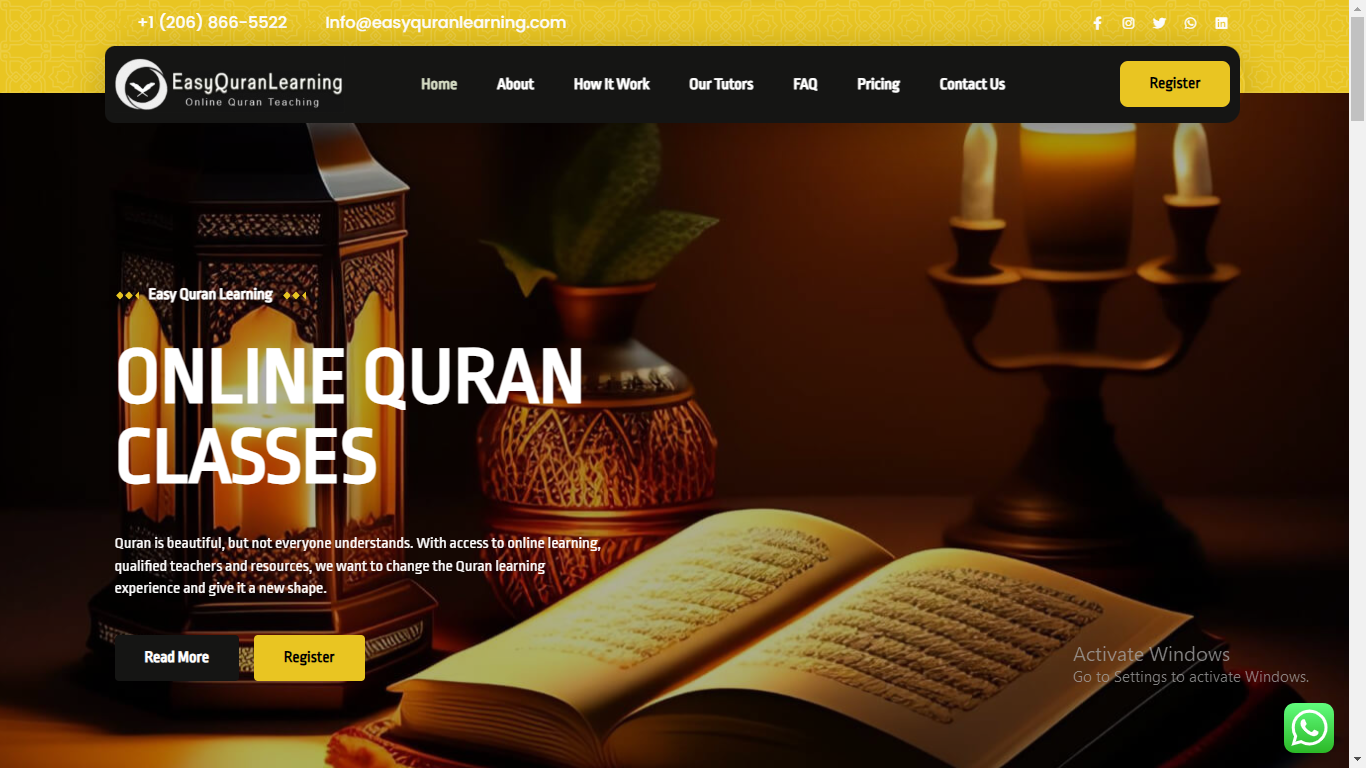 +1 (206) 866-5522 Info@easyquranlearning.com
EasyQuranLearning
Online Quran Teaching
Home About How It Work Our Tutors FAQ Pricing Contact Us Register
Easy Quran Learning
ONLINE QURAN
CLASSES
Quran is beautiful, but not everyone understands. With access to online learning,
qualified teachers and resources, we want to change the Quran learning
experience and give it a new shape.
Read More Register
Activate Windows
Go to Settings to activate Windows.